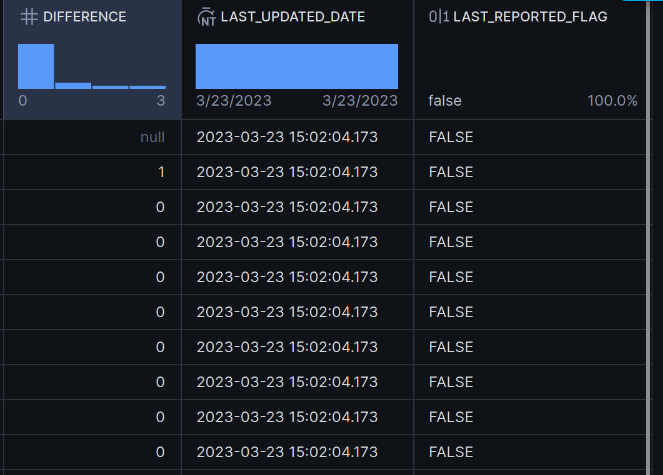 DIFFERENCE NT LAST_UPDATED_DATE 0|1 LAST_REPORTED_FLAG
0 3 3/23/2023 3/23/2023 false 100.0%
null 2023-03-23 15:02:04.173 FALSE
1 2023-03-23 15:02:04.173 FALSE
0 2023-03-23 15:02:04.173 FALSE
0 2023-03-23 15:02:04.173 FALSE
0 2023-03-23 15:02:04.173 FALSE
0 2023-03-23 15:02:04.173 FALSE
0 2023-03-23 15:02:04.173 FALSE
0 2023-03-23 15:02:04.173 FALSE
0 2023-03-23 15:02:04.173 FALSE
0 2023-03-23 15:02:04.173 FALSE